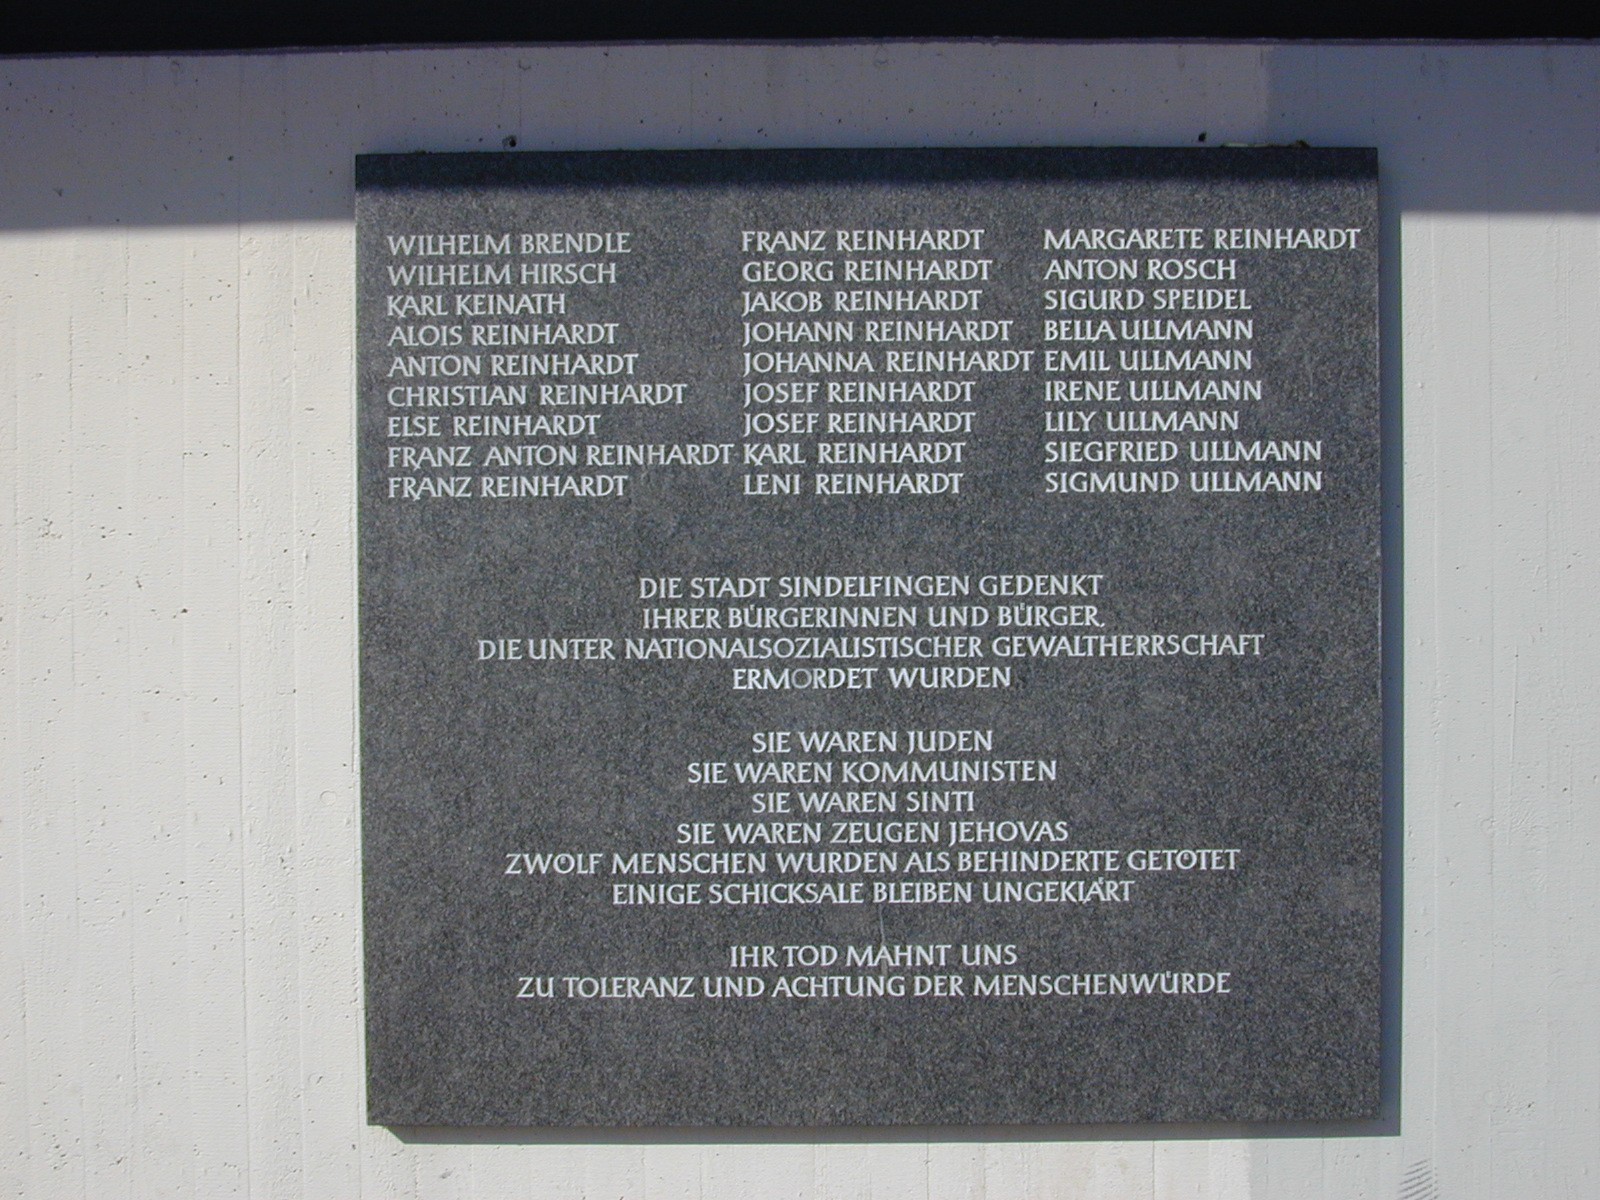 WILHELM BRENDLE
WILHELM HIRSCH
KARL KEINATH
ALOIS REINHARDT
ANTON REINHARDT
CHRISTIAN REINHARDT
ELSE REINHARDT
FRANZ ANTON REINHARDT
FRANZ REINHARDT
FRANZ REINHARDT
GEORG REINHARDT
JAKOB REINHARDT
JOHANN REINHARDT
JOHANNA REINHARDT
JOSEF REINHARDT
JOSEF REINHARDT
KARL REINHARDT
LENI REINHARDT
MARGARETE REINHARDT
ANTON ROSCH
SIGURD SPEIDEL
BELLA ULLMANN
EMIL ULLMANN
IRENE ULLMANN
LILY ULLMANN
SIEGFRIED ULLMANN
SIGMUND ULLMANN
DIE STADT SINDELFINGEN GEDENKT
IHRER BÜRGERINNEN UND BÜRGER,
DIE UNTER NATIONALSOZIALISTISCHER GEWALTHERRSCHAFT
ERMORDET WURDEN
SIE WAREN JUDEN
SIE WAREN KOMMUNISTEN
SIE WAREN SINTI
SIE WAREN ZEUGEN JEHOVAS
ZWÖLF MENSCHEN WURDEN ALS BEHINDERTE GETÖTET
EINIGE SCHICKSALE BLEIBEN UNGEKLÄRT
IHR TOD MAHNT UNS
ZU TOLERANZ UND ACHTUNG DER MENSCHENWÜRDE